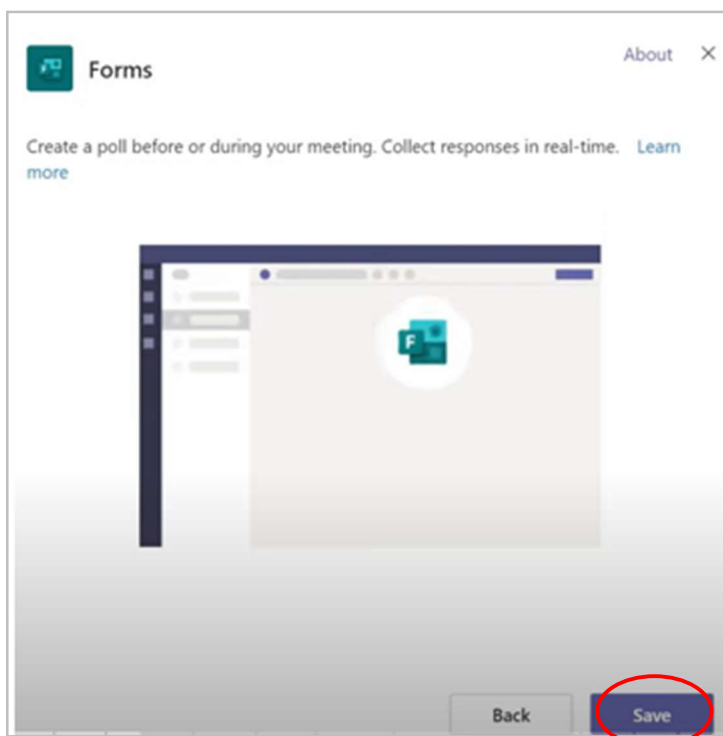 Forms
About
Create a poll before or during your meeting. Collect responses in real-time. Learn
more
F
Back
Save